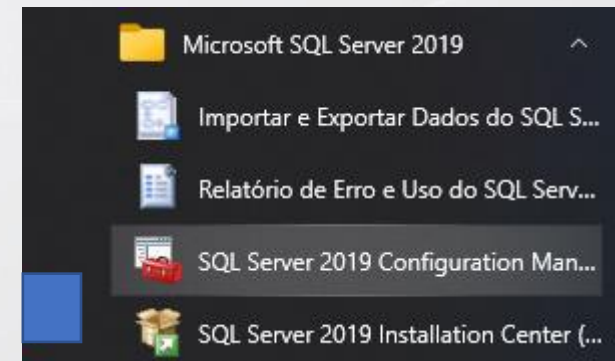 Microsoft SQL Server 2019
Importar e Exportar Dados do SQL S...
Relatório de Erro e Uso do SQL Serv...
SQL Server 2019 Configuration Man...
SQL Server 2019 Installation Center (...